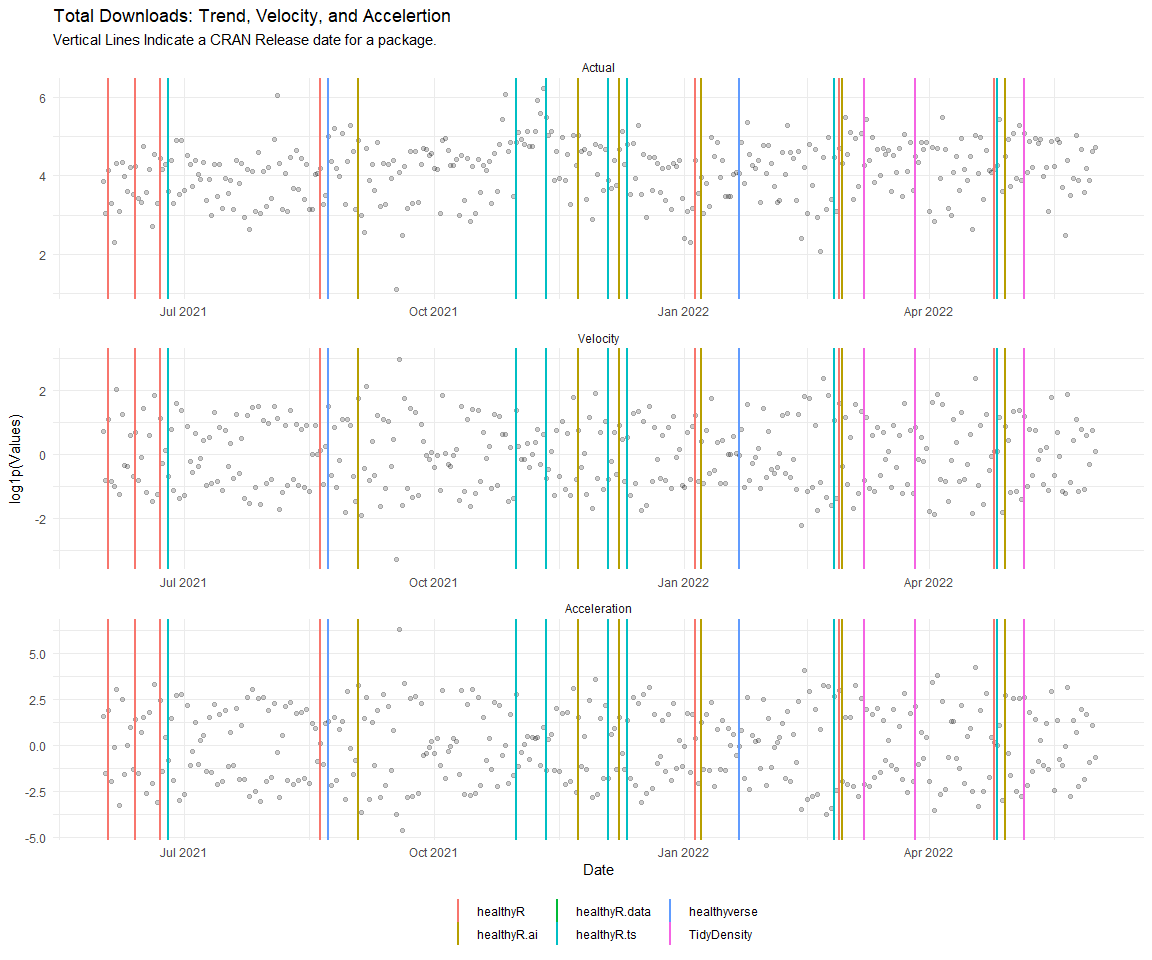 Total Downloads: Trend, Velocity, and Accelertion
Vertical Lines Indicate a CRAN Release date for a package.
Actual
6
4
2
Jul 2021 Oct 2021 Jan 2022 Apr 2022
Velocity
2
0
-2
Jul 2021 Oct 2021 Jan 2022 Apr 2022
log1p(Values)
Acceleration
5.0
2.5
0.0
-2.5
-5.0
Jul 2021 Oct 2021 Jan 2022 Apr 2022
Date
healthyR healthyR.data healthyverse
healthyR.ai healthyR.ts TidyDensity